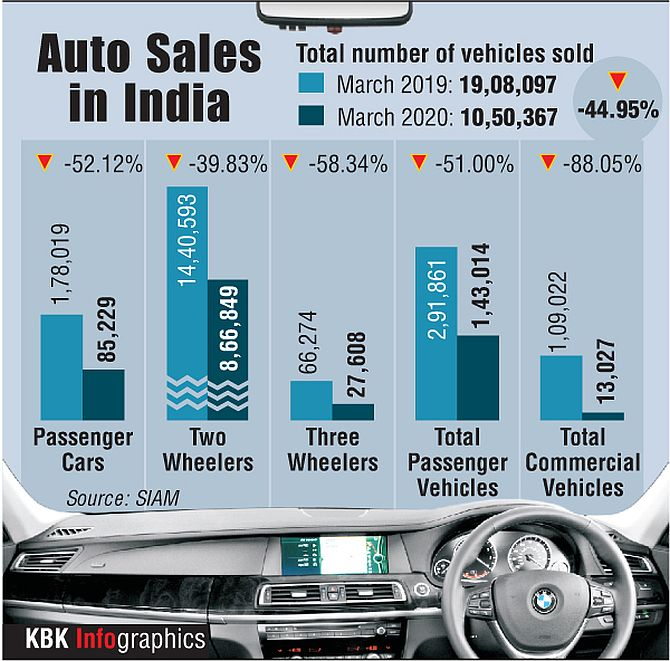 Auto Sales
in India
Total number of vehicles sold
March 2019: 19,08,097
March 2020: 10,50,367
-44.95%
-52.12%
-39.83%
-58.34%
-51.00%
-88.05%
1,78,019
85,229
14,40,593
8,66,849
66,274
27,608
2,91,861
1,43,014
1,09,022
13,027
Passenger
Cars
Two
Wheelers
Three
Wheelers
Total
Passenger
Vehicles
Total
Commercial
Vehicles
Source: SIAM
KBK Infographics